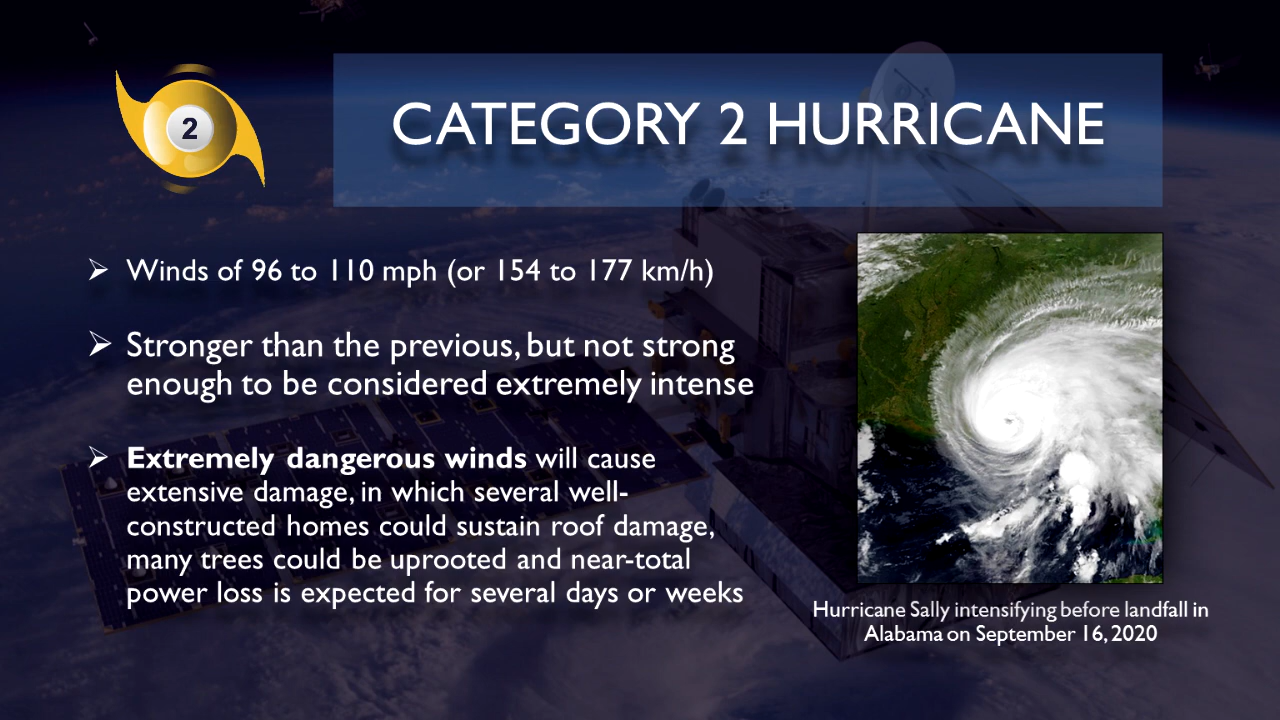 2
CATEGORY 2 HURRICANE
➢ Winds of 96 to 110 mph (or 154 to 177 km/h)
➢ Stronger than the previous, but not strong
enough to be considered extremely intense
➢ Extremely dangerous winds will cause
extensive damage, in which several well-
constructed homes could sustain roof damage,
many trees could be uprooted and near-total
power loss is expected for several days or weeks
Hurricane Sally intensifying before landfall in
Alabama on September 16, 2020